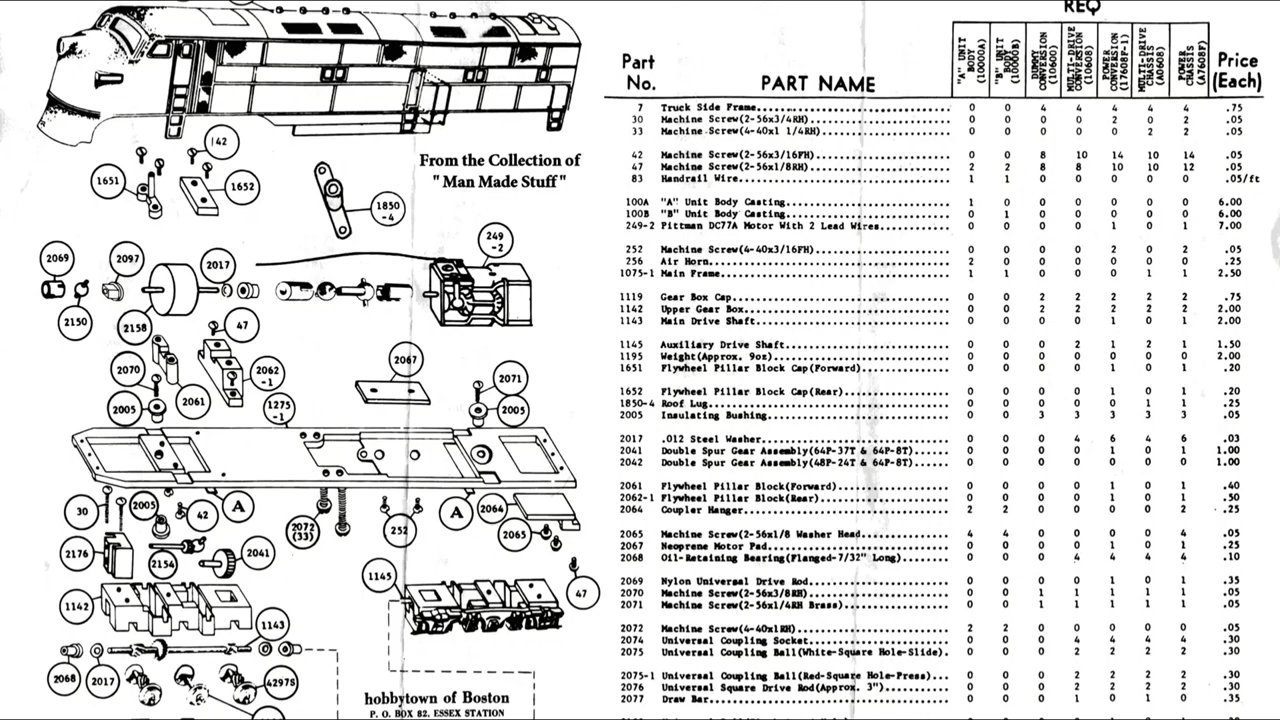 REQ
Part
No.
PART NAME
"A" UNIT
BODY
(10000A)
"B" UNIT
BODY
(10000B)
DUMMY
CONVERSION
(10600)
MULTI-DRIVE
CONVERSION
(10608)
POWER
CONVERSION
(17608P-1)
MULTI-DRIVE
CHASSIS
(A0608)
POWER
CHASSIS
(A7608F)
Price
(Each)
7 Truck Side Frame 0 0 4 4 4 4 4 .75
30 Machine Screw(2-56x3/4RH) 0 0 0 0 2 0 2 .05
33 Machine Screw(4-40x1 1/4RH) 0 0 0 0 0 2 2 .05
42 Machine Screw(2-56x3/16FH) 0 0 8 10 14 10 14 .05
47 Machine Screw(2-56x1/8RH) 2 2 8 8 10 10 12 .05
83 Handrail Wire 1 1 0 0 0 0 0 .05/ft
100A "A" Unit Body Casting 1 0 0 0 0 0 0 6.00
100B "B" Unit Body Casting 0 1 0 0 0 0 0 6.00
249-2 Pittman DC77A Motor With 2 Lead Wires 0 0 0 0 1 0 1 7.00
252 Machine Screw(4-40x3/16FH) 0 0 0 0 2 0 2 .05
256 Air Horn 2 0 0 0 0 0 0 .25
1075-1 Main Frame 1 1 0 0 0 1 1 2.50
1119 Gear Box Cap 0 0 2 2 2 2 2 .75
1142 Upper Gear Box 0 0 2 2 2 2 2 2.00
1143 Main Drive Shaft 0 0 0 0 1 0 1 2.00
1145 Auxiliary Drive Shaft 0 0 0 2 1 2 1 1.50
1195 Weight(Approx. 9oz) 0 0 0 0 0 0 0 2.00
1651 Flywheel Pillar Block Cap(Forward) 0 0 0 0 1 0 1 .20
1652 Flywheel Pillar Block Cap(Rear) 0 0 0 0 1 0 1 .20
1850-4 Roof Lug 0 0 0 0 0 1 1 .25
2005 Insulating Bushing 0 0 3 3 3 3 3 .05
2017 .012 Steel Washer 0 0 0 4 6 4 6 .03
2041 Double Spur Gear Assembly(64P-37T & 64P-8T) 0 0 0 0 1 0 1 1.00
2042 Double Spur Gear Assembly(48P-24T & 64P-8T) 0 0 0 0 0 0 0 1.00
2061 Flywheel Pillar Block(Forward) 0 0 0 0 1 0 1 .40
2062-1 Flywheel Pillar Block(Rear) 0 0 0 0 1 0 1 .50
2064 Coupler Hanger 2 2 0 0 0 0 2 .25
2065 Machine Screw(2-56x1/8 Washer Head 4 4 0 0 0 0 4 .05
2067 Neoprene Motor Pad 0 0 0 0 1 0 1 .25
2068 Oil-Retaining Bearing(Flanged-7/32" Long) 0 0 0 4 4 4 4 .10
2069 Nylon Universal Drive Rod 0 0 0 0 1 0 1 .35
2070 Machine Screw(2-56x3/8RH) 0 0 1 1 1 1 1 .05
2071 Machine Screw(2-56x1/4RH Brass) 0 0 1 1 1 1 1 .05
2072 Machine Screw(4-40x1RH) 2 2 0 0 0 0 0 .05
2074 Universal Coupling Socket 0 0 0 4 4 4 4 .30
2075 Universal Coupling Ball(White-Square Hole-Slide). 0 0 0 2 2 2 2 .30
2075-1 Universal Coupling Ball(Red-Square Hole-Press) 0 0 0 2 2 2 2 .30
2076 Universal Square Drive Rod(Approx. 3") 0 0 0 2 2 2 2 .30
2077 Draw Bar 0 0 0 1 0 1 0 .35
From the Collection of
"Man Made Stuff"
142
1651
1652
1850
-4
249
-2
2069
2097
2017
2150
2158
47
2070
2005
2061
2062
-1
2067
2071
2005
1275
-1
30
2005
42
A
2072
(33)
252
A
2064
2065
2176
2154
2041
1145
47
1142
1143
2068
2017
4297S
hobbytown of Boston
P. O. BOX 82, ESSEX STATION